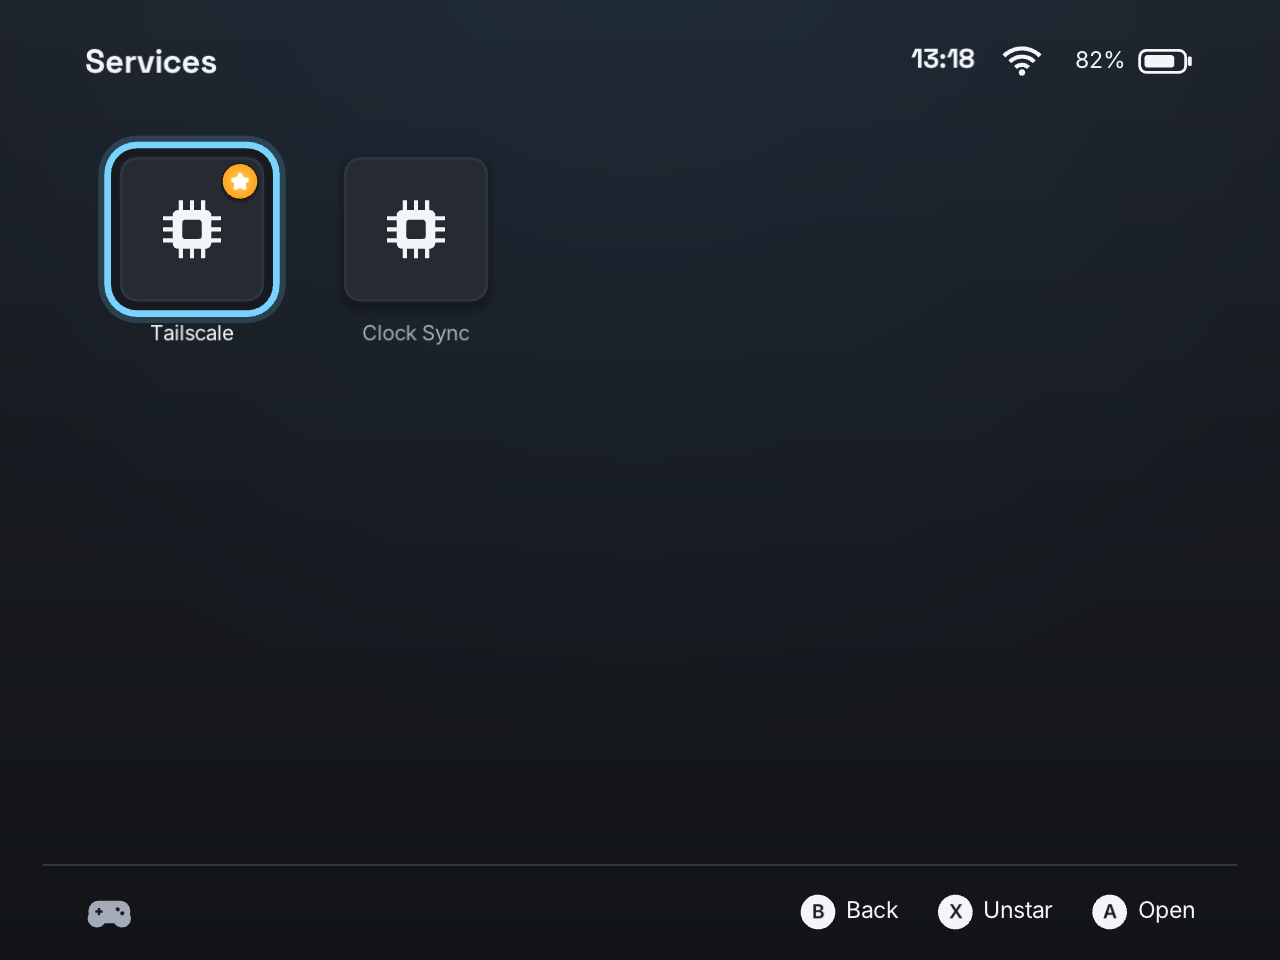 Services
13:18
82%
Tailscale
Clock Sync
B Back
X Unstar
A Open